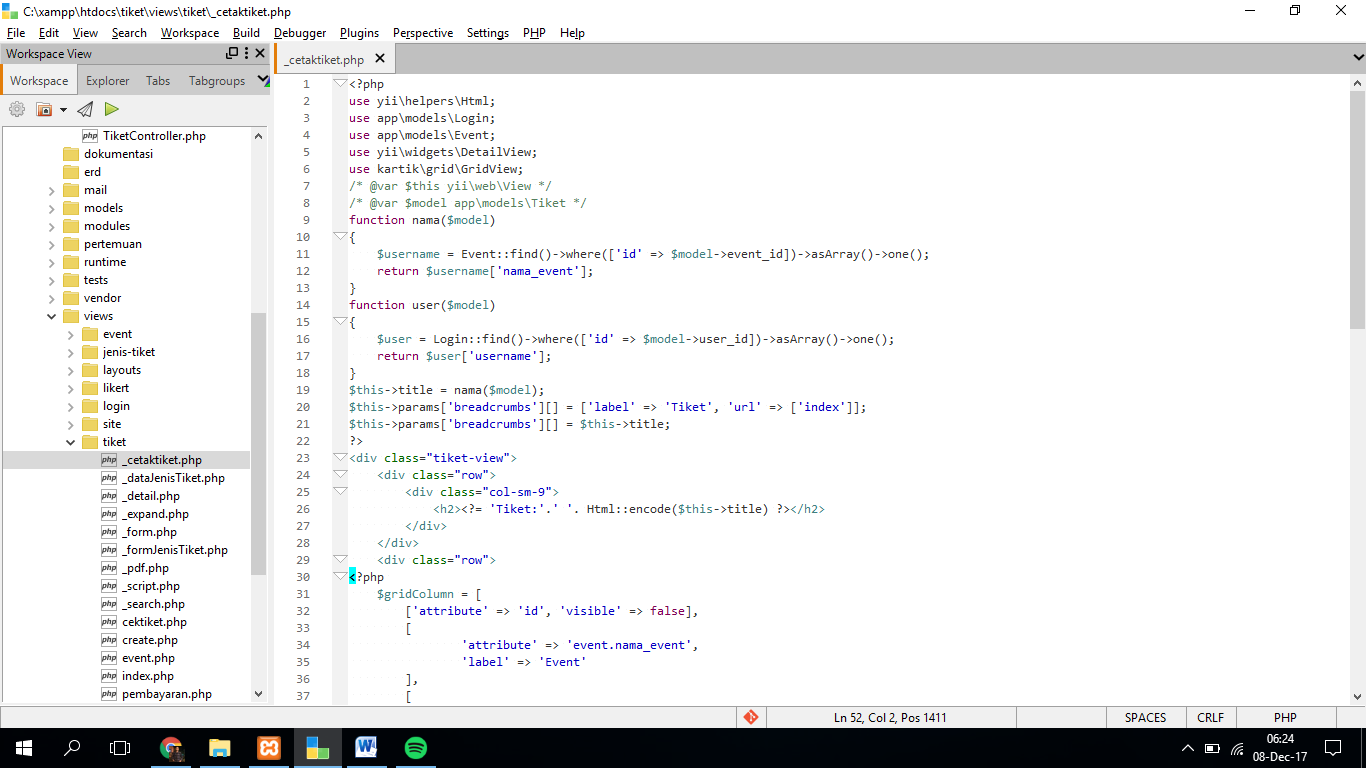 C:\xampp\htdocs\tiket\views\tiket\_cetaktiket.php
File Edit View Search Workspace Build Debugger Plugins Perspective Settings PHP Help
Workspace View
Workspace Explorer Tabs Tabgroups
TiketController.php
dokumentasi
erd
mail
models
modules
pertemuan
runtime
tests
vendor
views
event
jenis-tiket
layouts
likert
login
site
tiket
_cetaktiket.php
_dataJenisTiket.php
_detail.php
_expand.php
_form.php
_formJenisTiket.php
_pdf.php
_script.php
_search.php
cektiket.php
create.php
event.php
index.php
pembayaran.php
_cetaktiket.php
1 <?php
2 use yii\helpers\Html;
3 use app\models\Login;
4 use app\models\Event;
5 use yii\widgets\DetailView;
6 use kartik\grid\GridView;
7 /* @var $this yii\web\View */
8 /* @var $model app\models\Tiket */
9 function nama($model)
10 {
11 $username = Event::find()->where(['id' => $model->event_id])->asArray()->one();
12 return $username['nama_event'];
13 }
14 function user($model)
15 {
16 $user = Login::find()->where(['id' => $model->user_id])->asArray()->one();
17 return $user['username'];
18 }
19 $this->title = nama($model);
20 $this->params['breadcrumbs'][] = ['label' => 'Tiket', 'url' => ['index']];
21 $this->params['breadcrumbs'][] = $this->title;
22 ?>
23 <div class="tiket-view">
24 <div class="row">
25 <div class="col-sm-9">
26 <h2><?= 'Tiket:'.' '. Html::encode($this->title) ?></h2>
27 </div>
28 </div>
29 <div class="row">
30 <?php
31 $gridColumn = [
32 ['attribute' => 'id', 'visible' => false],
33 [
34 'attribute' => 'event.nama_event',
35 'label' => 'Event'
36 ],
37 [
Ln 52, Col 2, Pos 1411 SPACES CRLF PHP
06:24
08-Dec-17